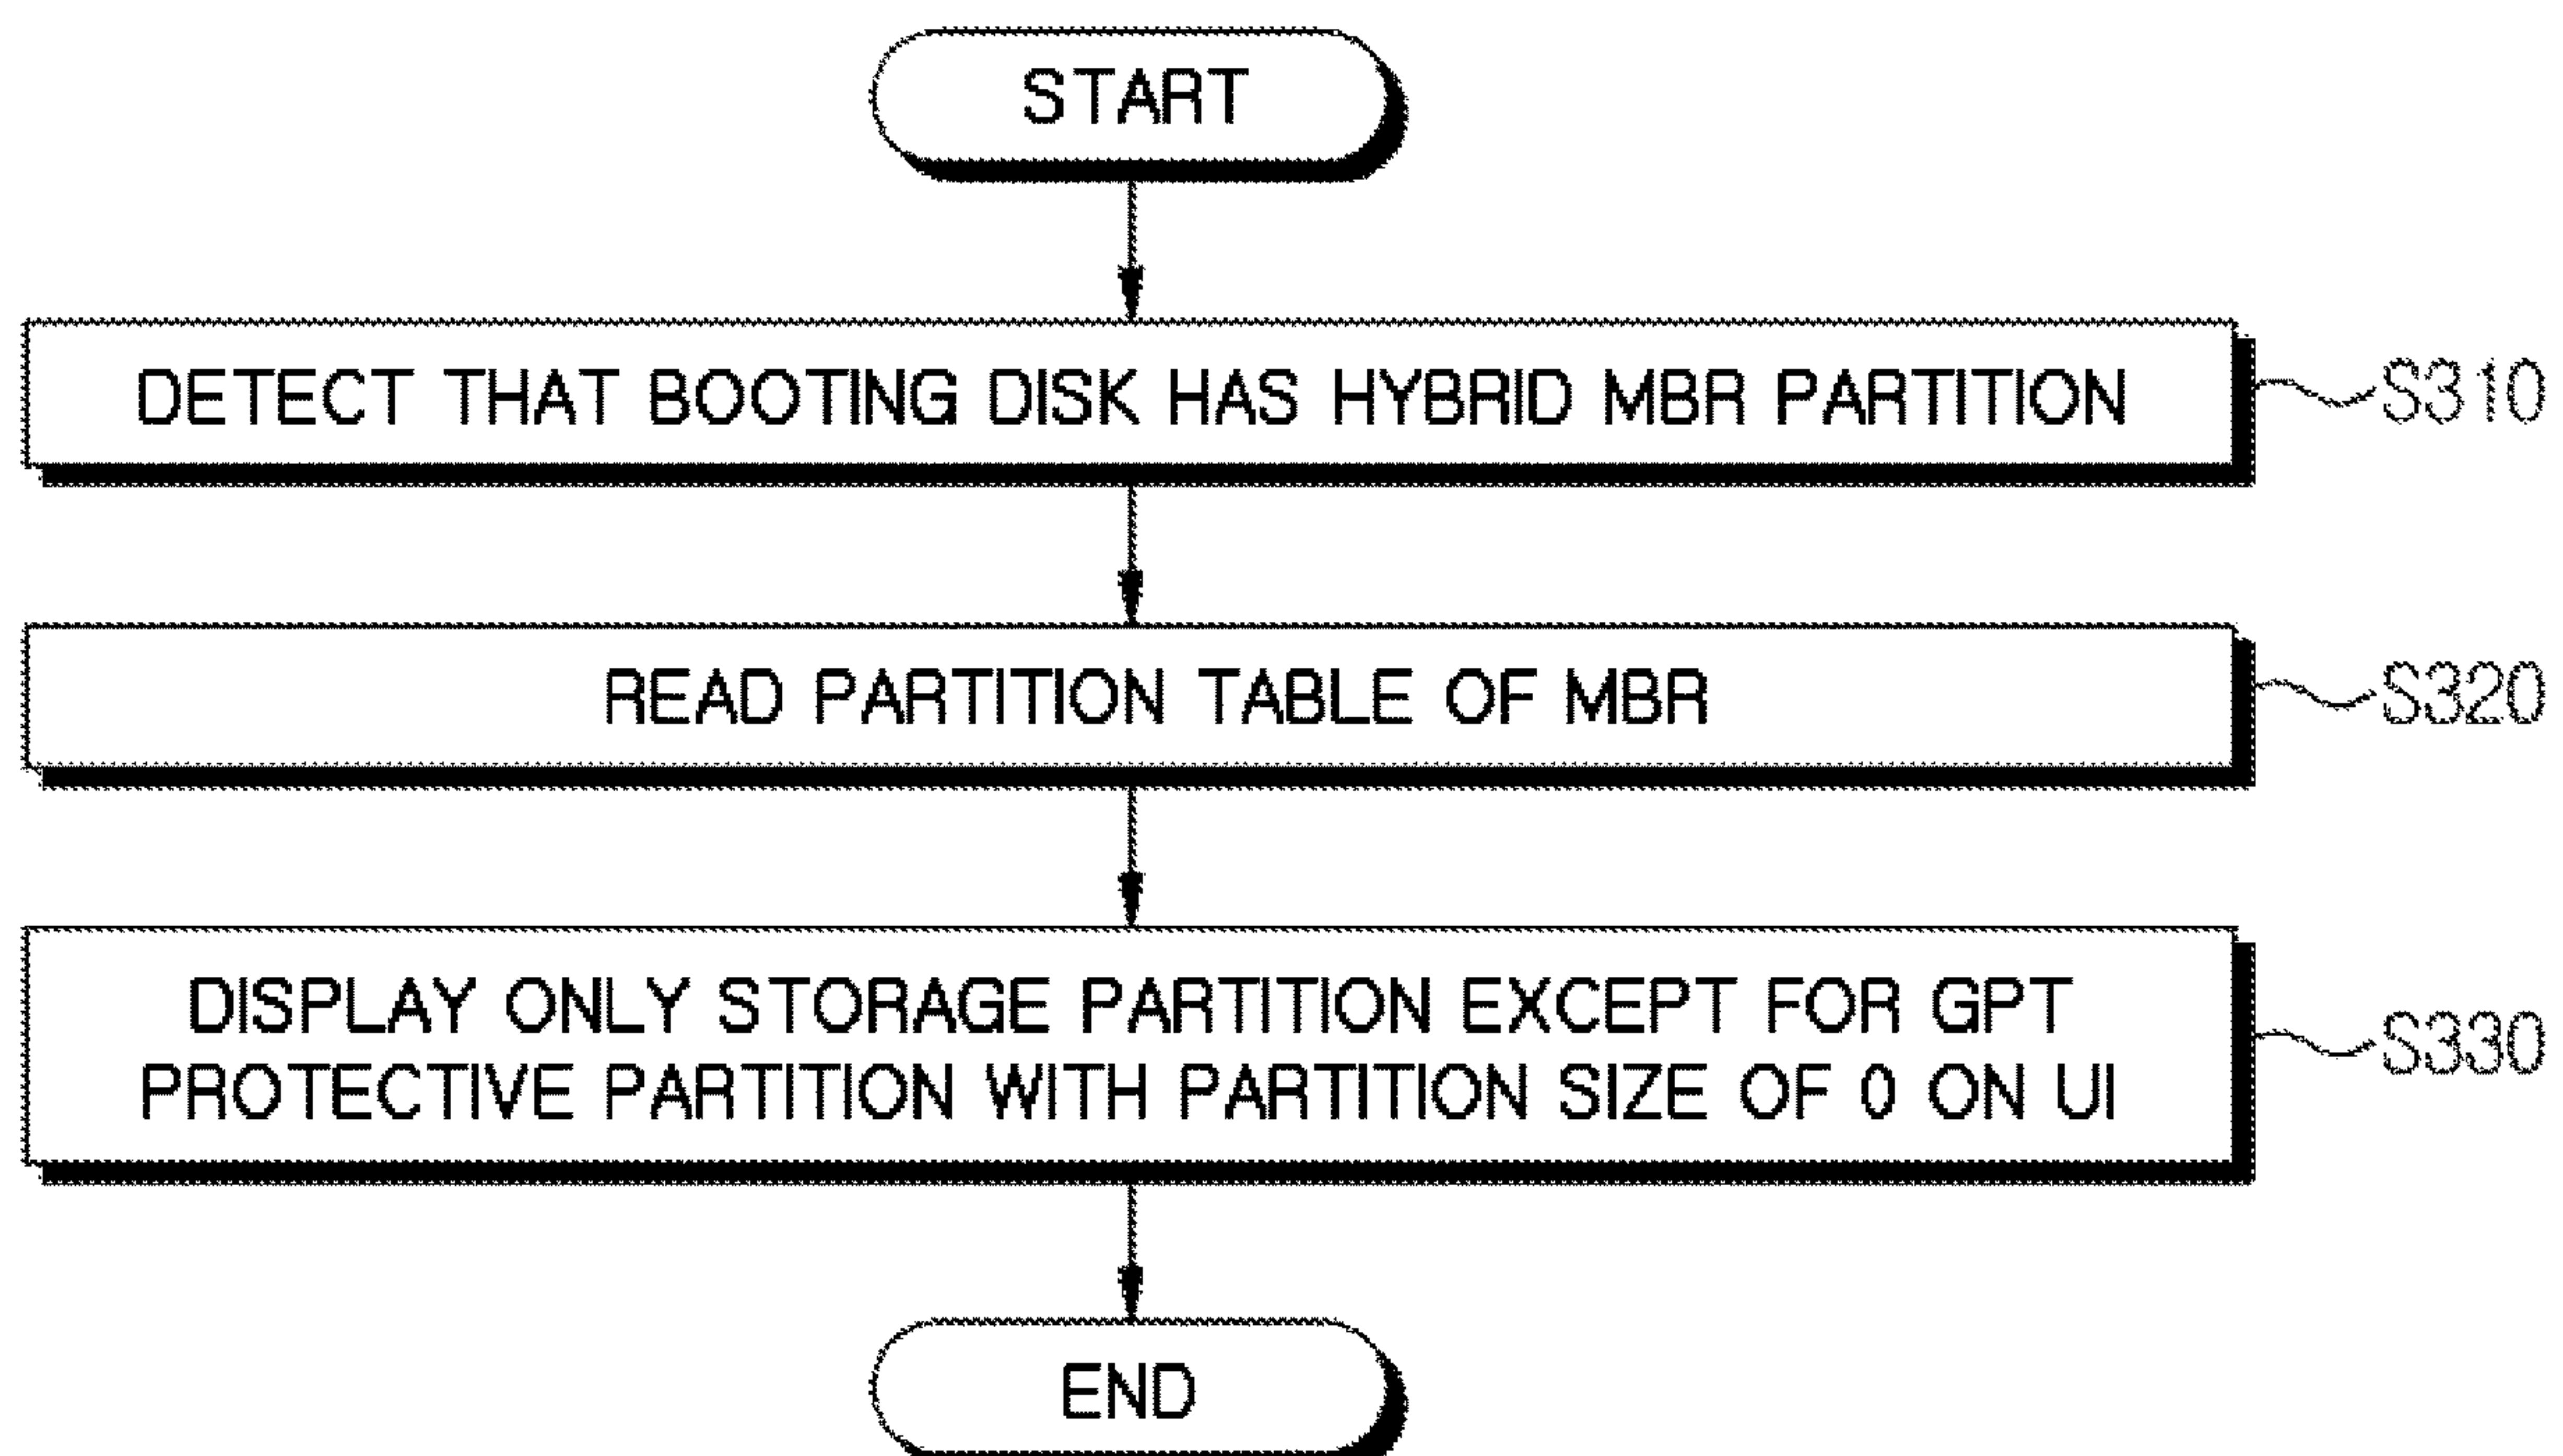 START
DETECT THAT BOOTING DISK HAS HYBRID MBR PARTITION
S310
READ PARTITION TABLE OF MBR
S320
DISPLAY ONLY STORAGE PARTITION EXCEPT FOR GPT
PROTECTIVE PARTITION WITH PARTITION SIZE OF 0 ON UI
S330
END